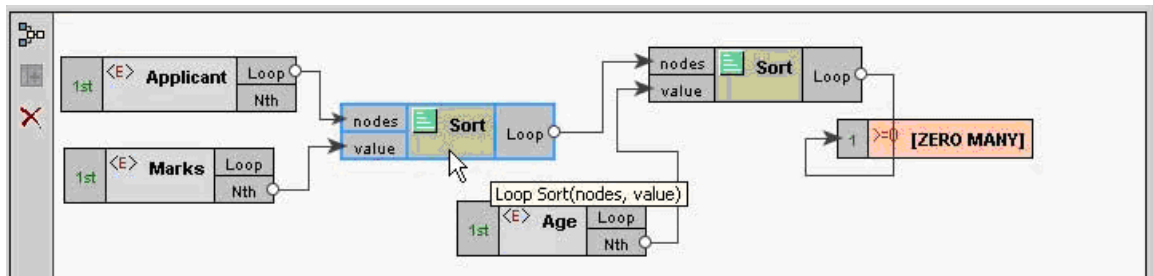 1st <E> Applicant Loop
Nth
1st <E> Marks Loop
Nth
nodes Sort Loop
value
Loop Sort(nodes, value)
1st <E> Age Loop
Nth
nodes Sort Loop
value
1 >=0 [ZERO MANY]